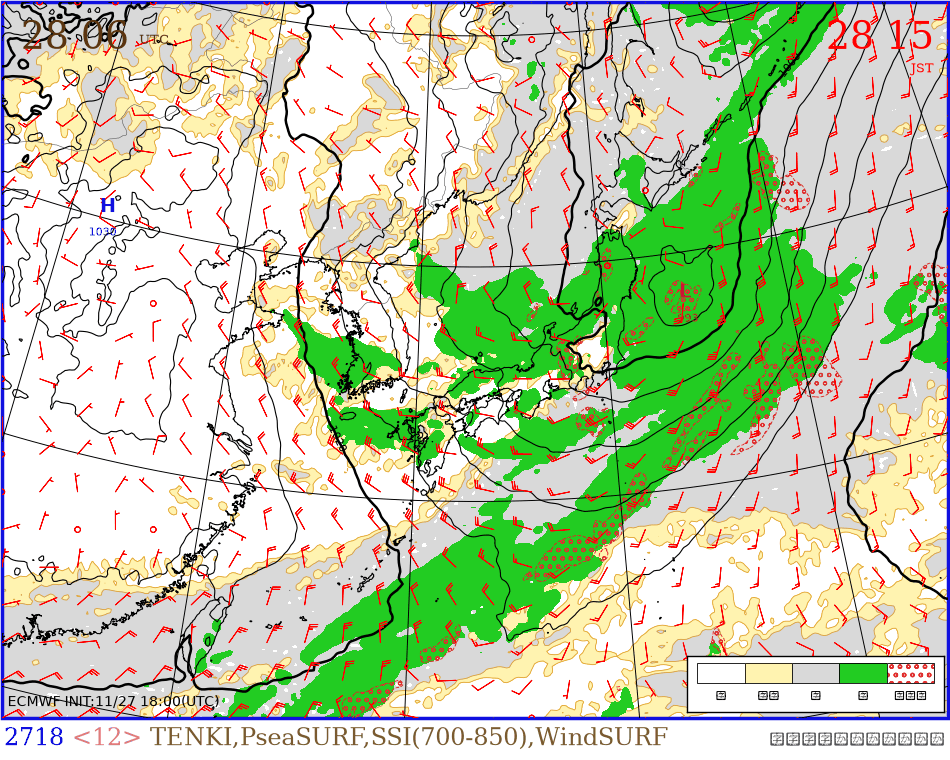 28 06 UTC
28 15
JST
H
L
ECMWF INIT:11/27 18:00(UTC)
2718 <12> TENKI,PseaSURF,SSI(700-850),WindSURF